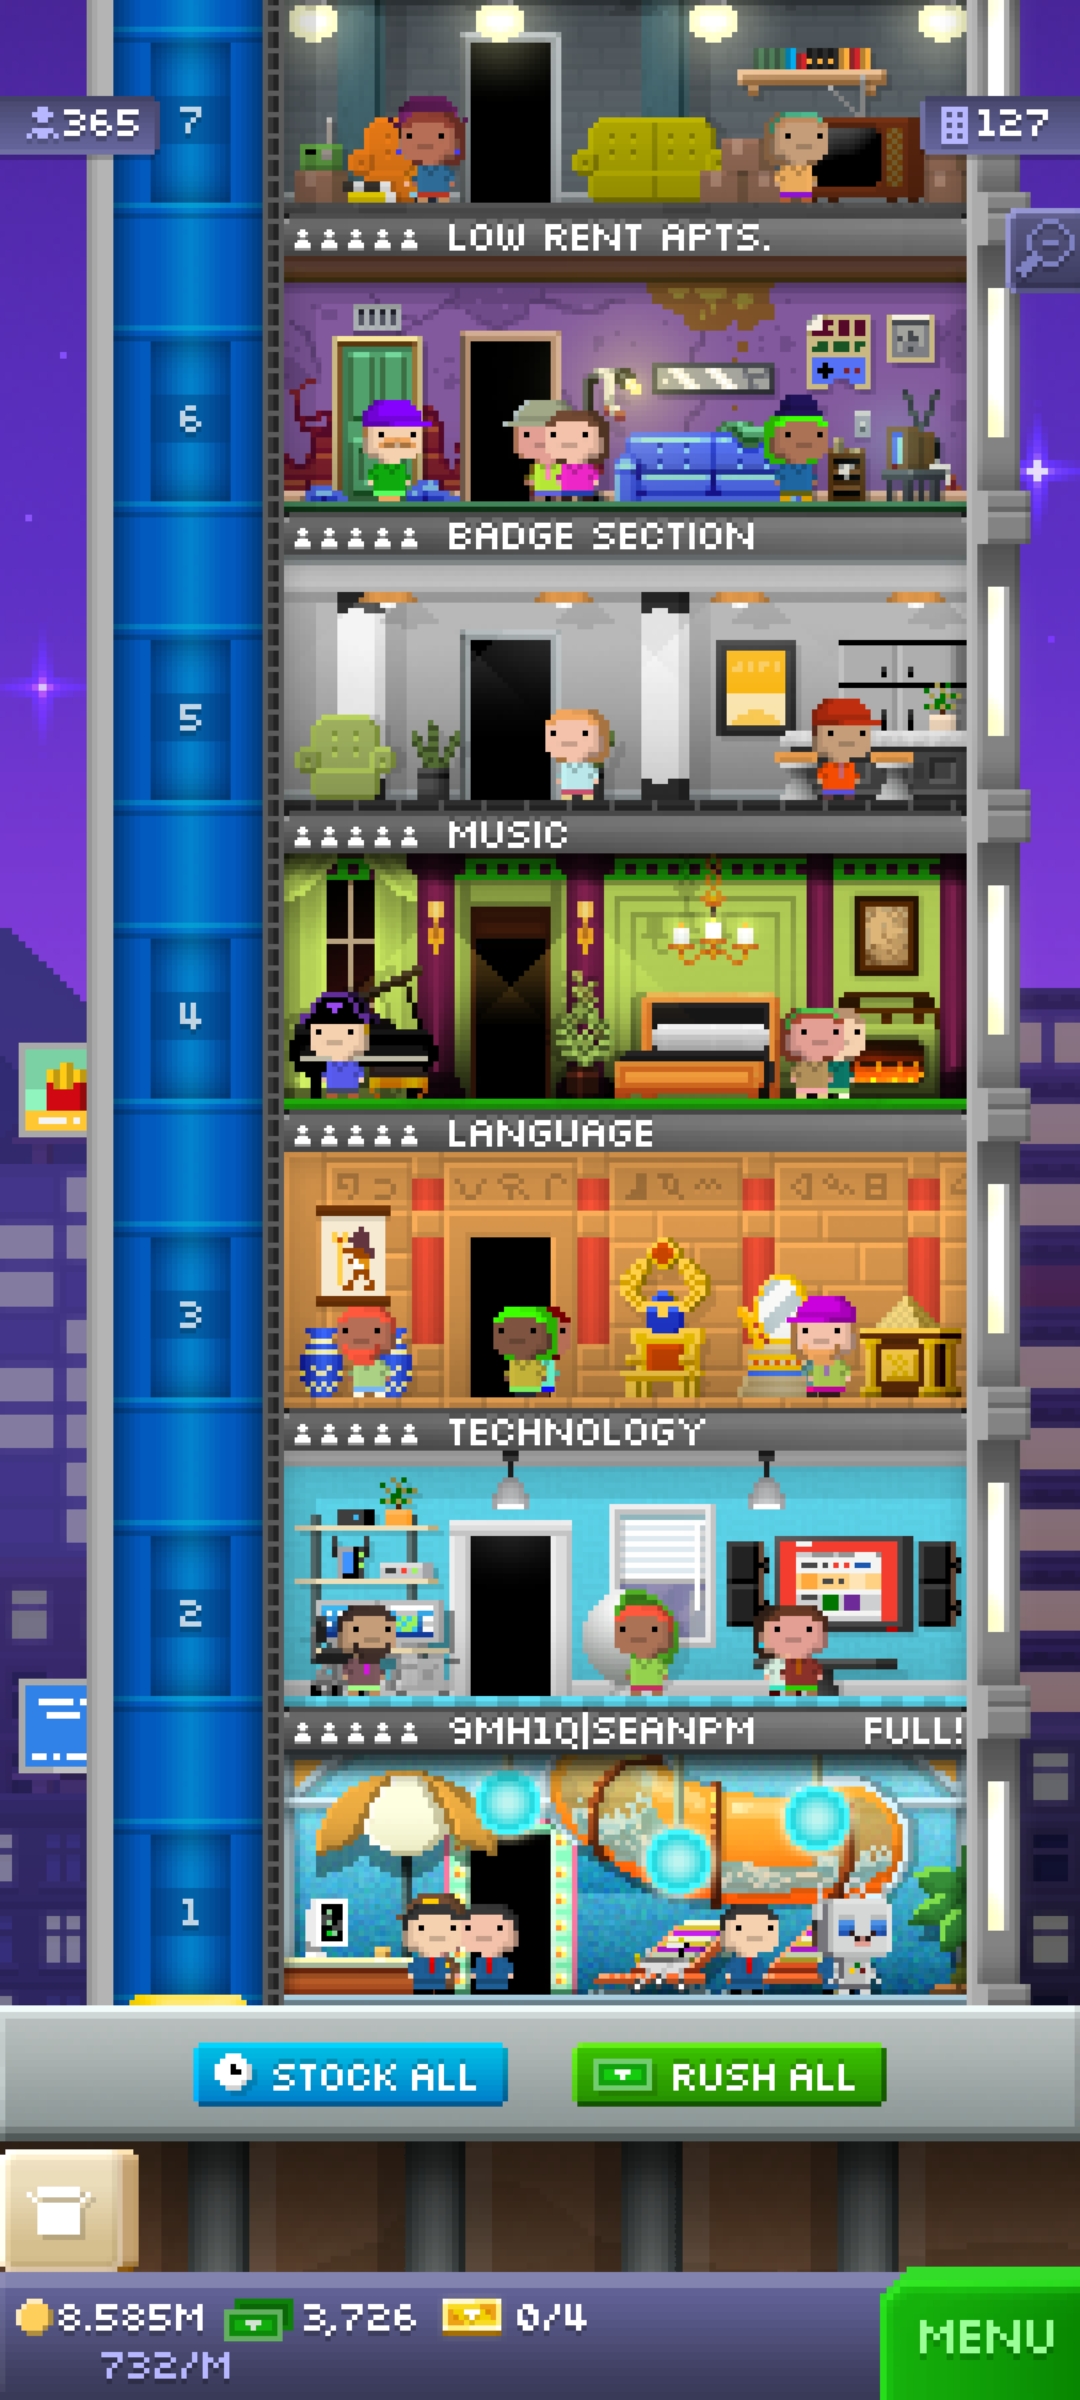 365
7
127
LOW RENT APTS.
6
BADGE SECTION
5
MUSIC
4
LANGUAGE
3
TECHNOLOGY
2
9MH1Q|SEANPM FULL!
1
STOCK ALL
RUSH ALL
8.585M 3,726 0/4
732/M
MENU